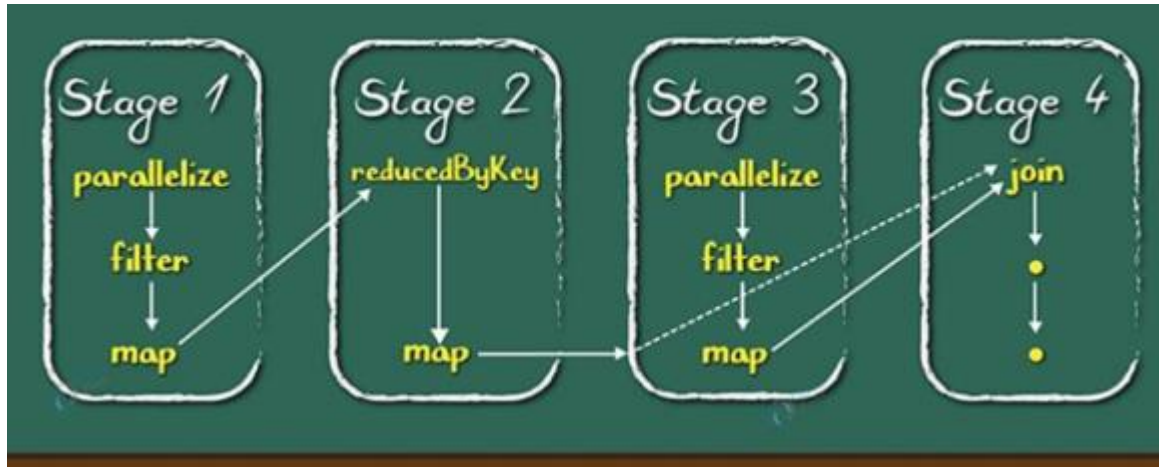 Stage 1
parallelize
filter
map
Stage 2
reducedByKey
map
Stage 3
parallelize
filter
map
Stage 4
join